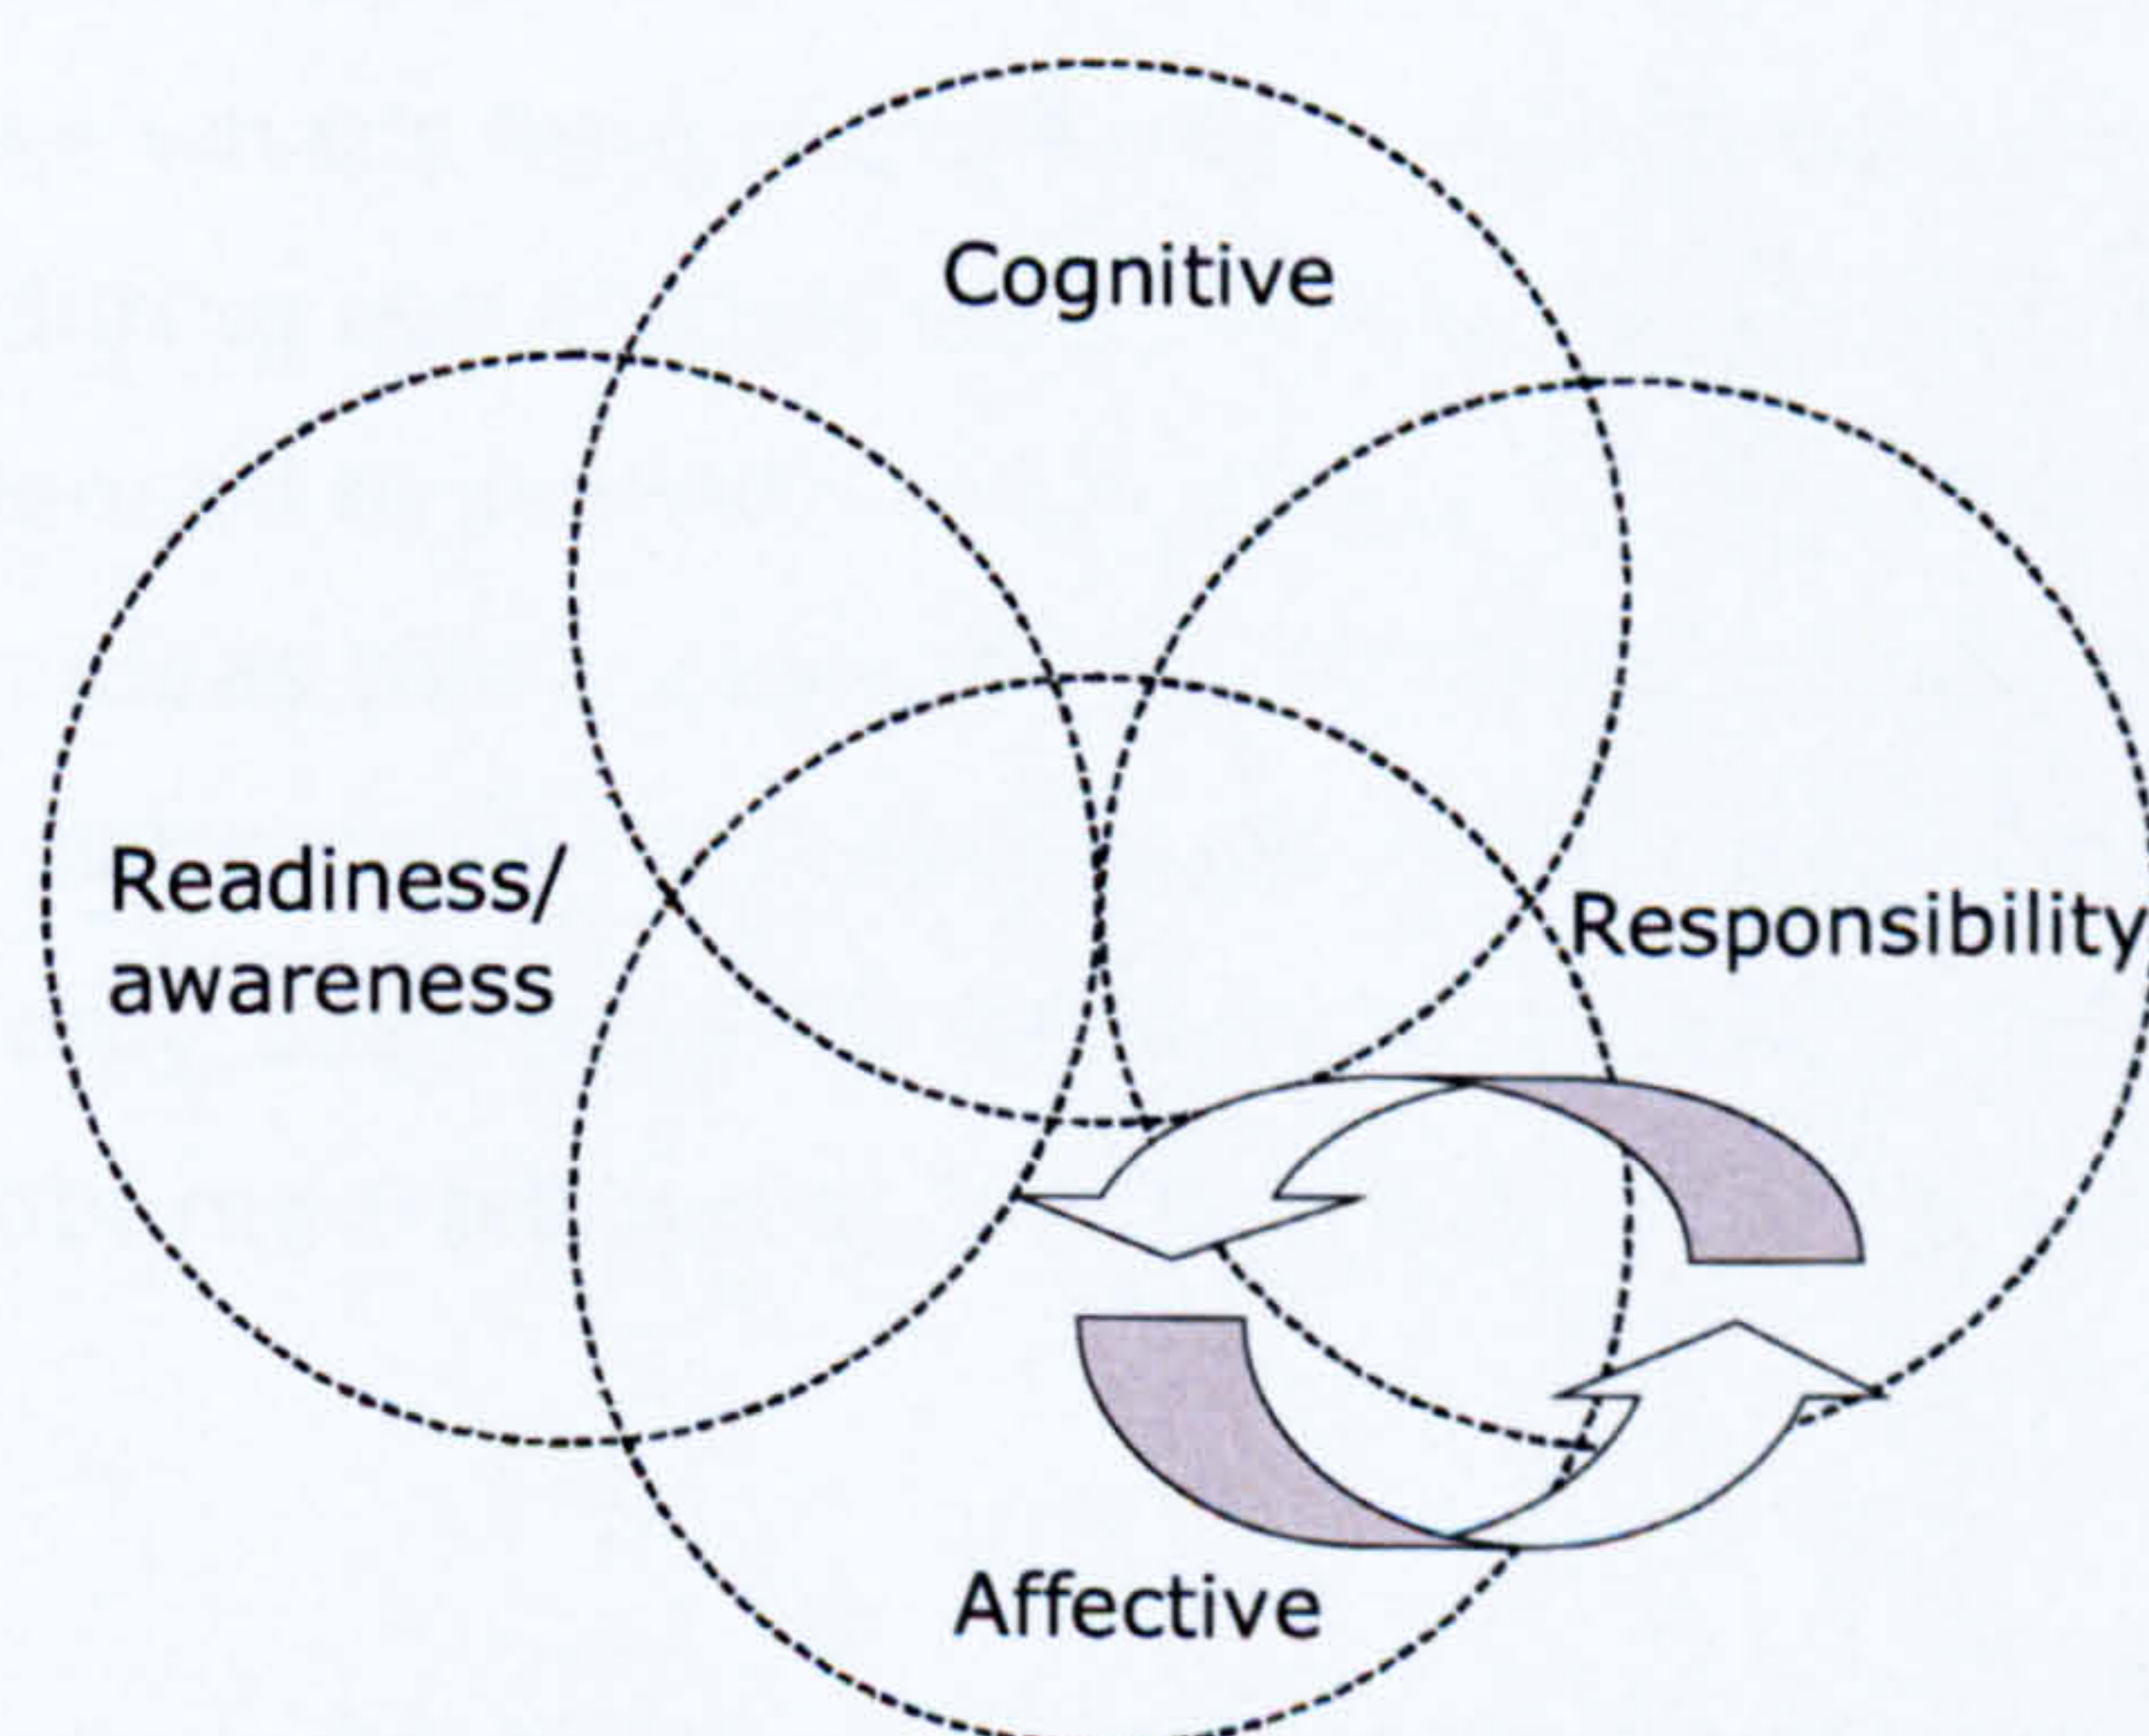 Cognitive
Readiness/
awareness
Responsibility
Affective